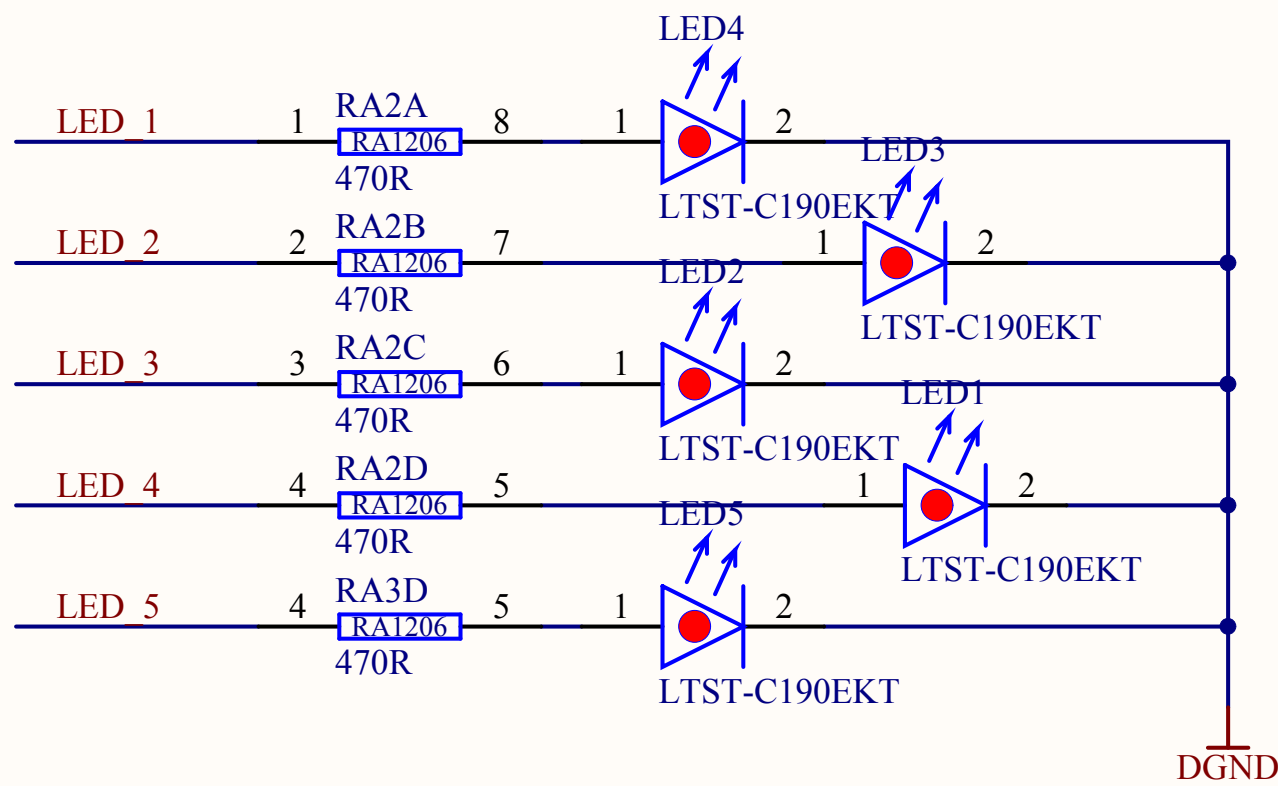 LED4
LED_1 1 RA2A 8 1 2
RA1206
470R
LTST-C190EKT
LED3
LED_2 2 RA2B 7 1 2
RA1206
470R
LTST-C190EKT
LED2
LED_3 3 RA2C 6 1 2
RA1206
470R
LTST-C190EKT
LED1
LED_4 4 RA2D 5 1 2
RA1206
470R
LTST-C190EKT
LED5
LED_5 4 RA3D 5 1 2
RA1206
470R
LTST-C190EKT
DGND